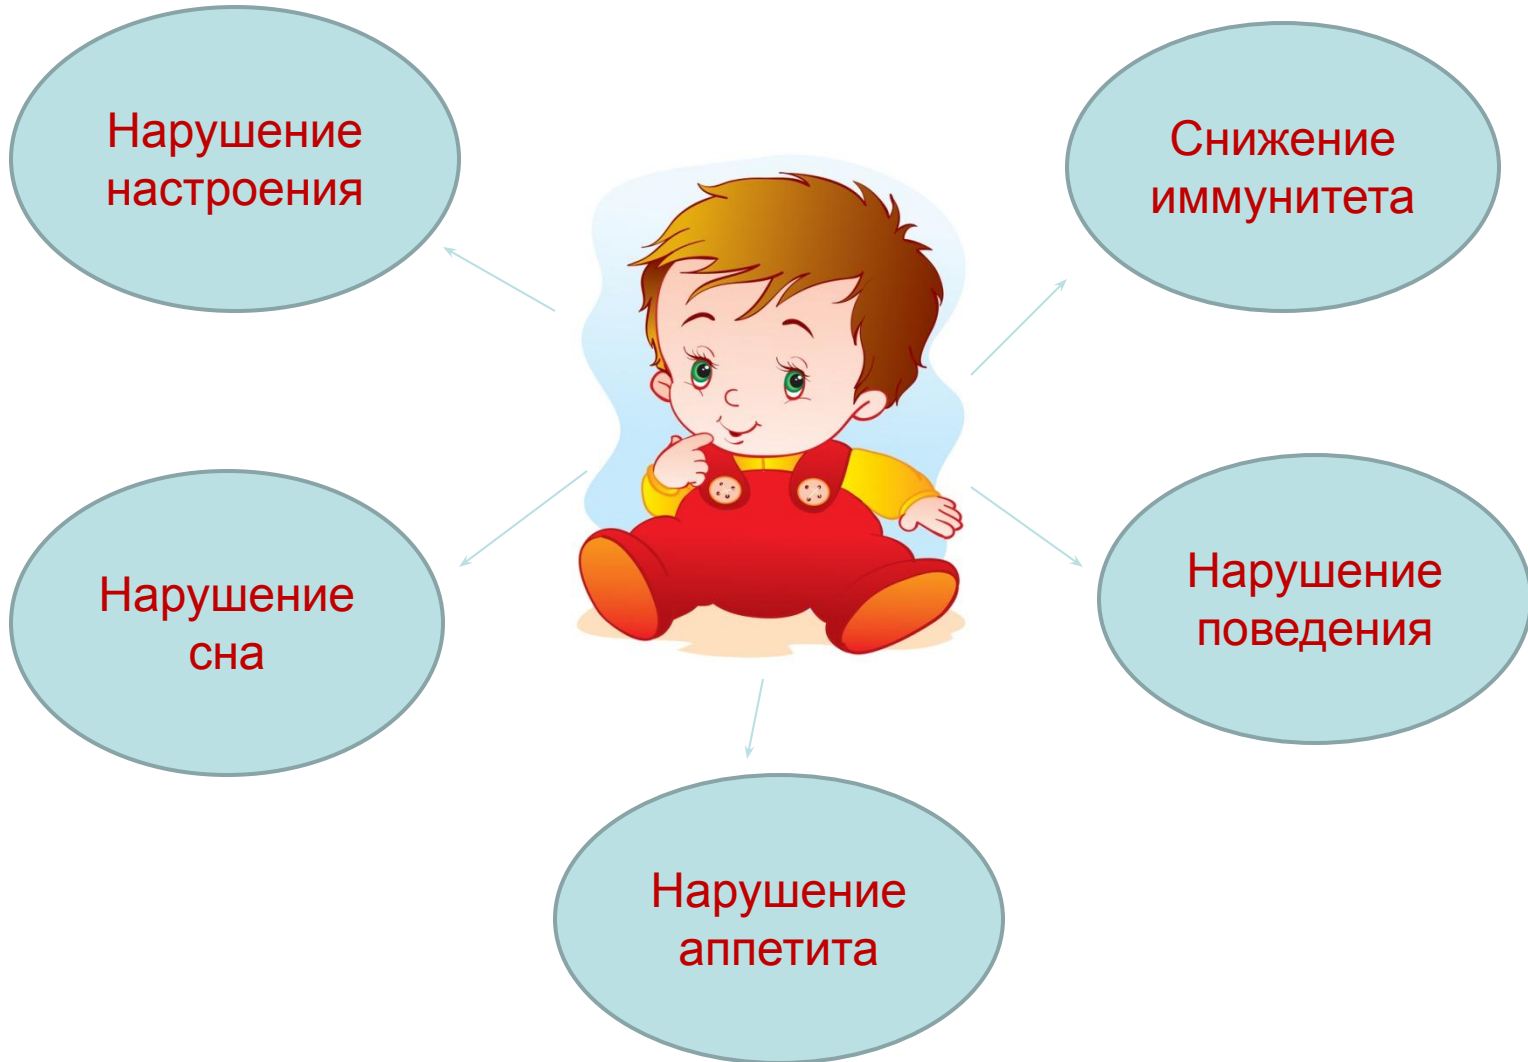 Нарушение
настроения
Снижение
иммунитета
Нарушение
сна
Нарушение
поведения
Нарушение
аппетита